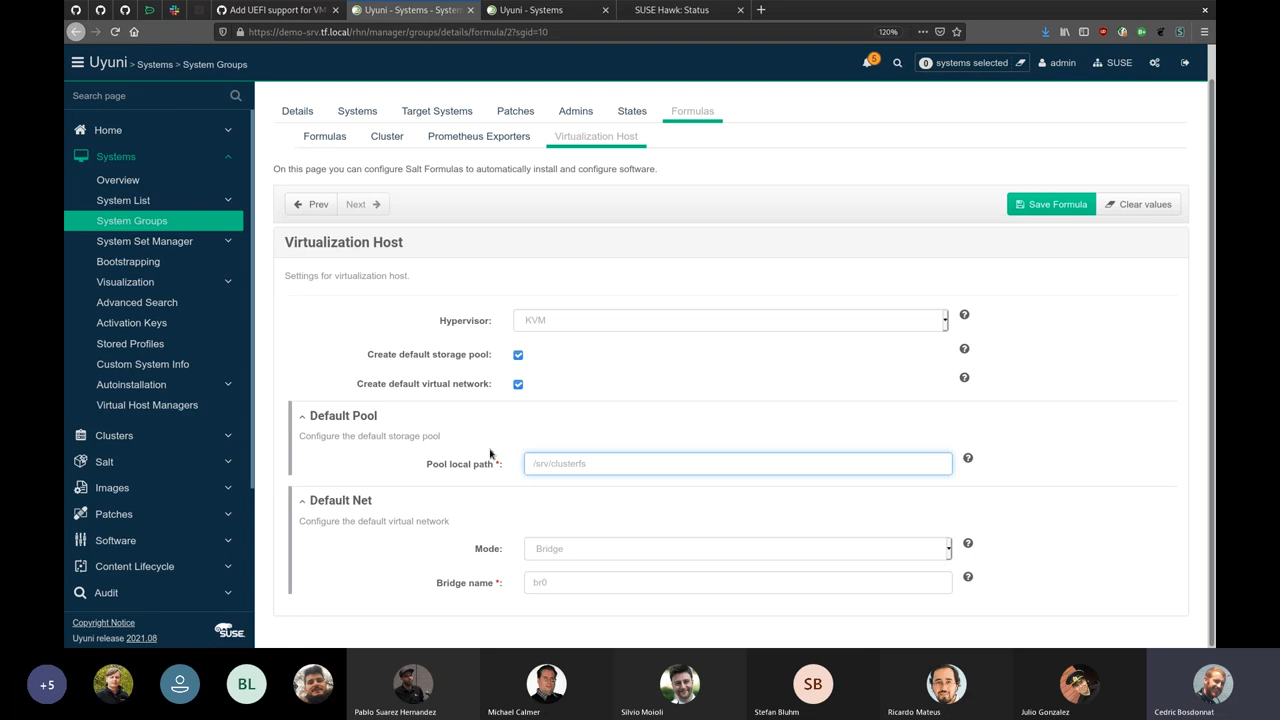 Add UEFI support for VM
Uyuni - Systems - System
Uyuni - Systems
SUSE Hawk: Status
https://demo-srv.tf.local/rhn/manager/groups/details/formula/2?sgid=10
120%
Uyuni > Systems > System Groups
5
0 systems selected
admin
SUSE
Search page
Home
Systems
Overview
System List
System Groups
System Set Manager
Bootstrapping
Visualization
Advanced Search
Activation Keys
Stored Profiles
Custom System Info
Autoinstallation
Virtual Host Managers
Clusters
Salt
Images
Patches
Software
Content Lifecycle
Audit
Copyright Notice
Uyuni release 2021.08
SUSE
Details Systems Target Systems Patches Admins States Formulas
Formulas Cluster Prometheus Exporters Virtualization Host
On this page you can configure Salt Formulas to automatically install and configure software.
Prev Next Save Formula Clear values
Virtualization Host
Settings for virtualization host.
Hypervisor: KVM
Create default storage pool:
Create default virtual network:
Default Pool
Configure the default storage pool
Pool local path *: /srv/clusterfs
Default Net
Configure the default virtual network
Mode: Bridge
Bridge name *: br0
+5
BL
SB
Pablo Suarez Hernandez
Michael Calmer
Silvio Moioli
Stefan Bluhm
Ricardo Mateus
Julio Gonzalez
Cedric Bosdonnat